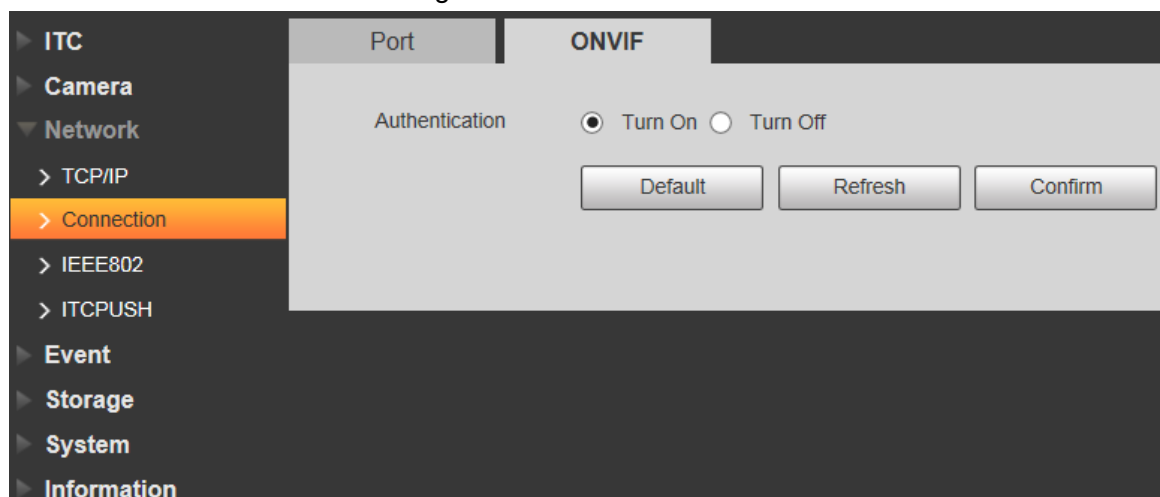 ITC
Port
ONVIF
Camera
Authentication
Turn On
Turn Off
Network
TCP/IP
Default
Refresh
Confirm
Connection
IEEE802
ITCPUSH
Event
Storage
System
Information